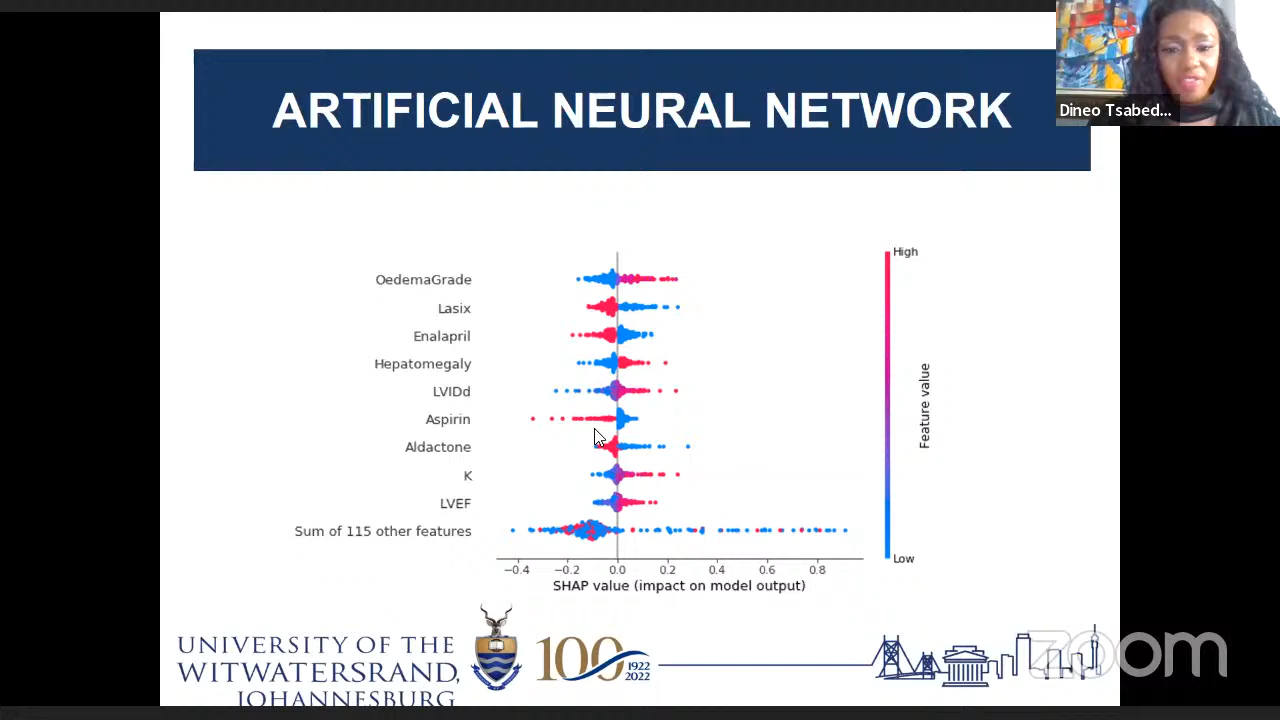 ARTIFICIAL NEURAL NETWORK
Dineo Tsabed...
High
OedemaGrade
Lasix
Enalapril
Hepatomegaly
LVIDd
Aspirin
Aldactone
K
LVEF
Sum of 115 other features
Feature value
Low
−0.4 −0.2 0.0 0.2 0.4 0.6 0.8
SHAP value (impact on model output)
UNIVERSITY OF THE
WITWATERSRAND,
JOHANNESBURG
100 1922
2022
zoom